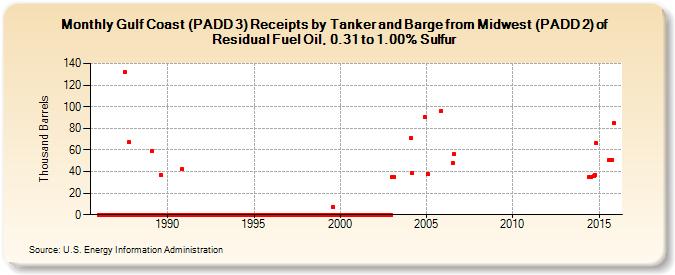 Monthly Gulf Coast (PADD 3) Receipts by Tanker and Barge from Midwest (PADD 2) of
Residual Fuel Oil, 0.31 to 1.00% Sulfur
Thousand Barrels
140
120
100
80
60
40
20
0
1990 1995 2000 2005 2010 2015
Source: U.S. Energy Information Administration